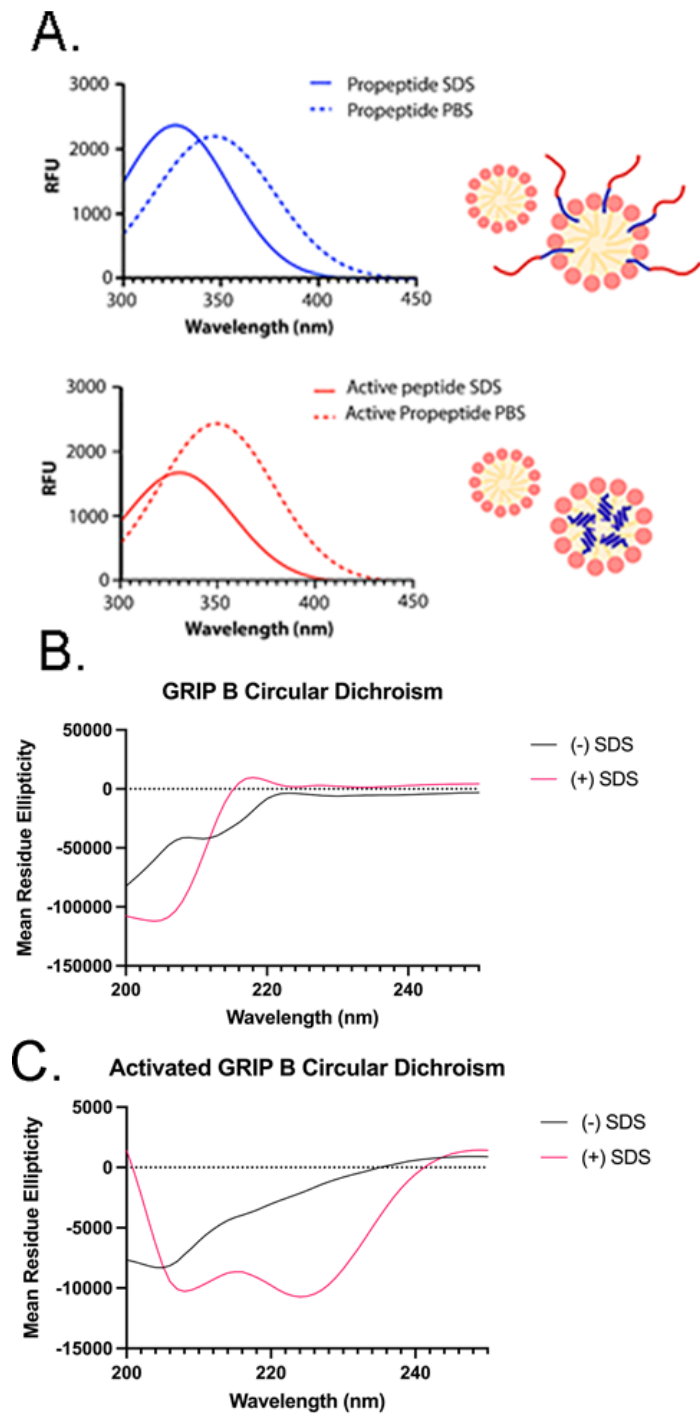 A.
3000
2000
1000
0
RFU
300
350
400
450
Wavelength (nm)
Propeptide SDS
Propeptide PBS
3000
2000
1000
0
RFU
300
350
400
450
Wavelength (nm)
Active peptide SDS
Active Propeptide PBS
B.
GRIP B Circular Dichroism
50000
0
-50000
-100000
-150000
Mean Residue Ellipticity
200
220
240
Wavelength (nm)
(-) SDS
(+) SDS
C.
Activated GRIP B Circular Dichroism
5000
0
-5000
-10000
-15000
Mean Residue Ellipticity
200
220
240
Wavelength (nm)
(-) SDS
(+) SDS